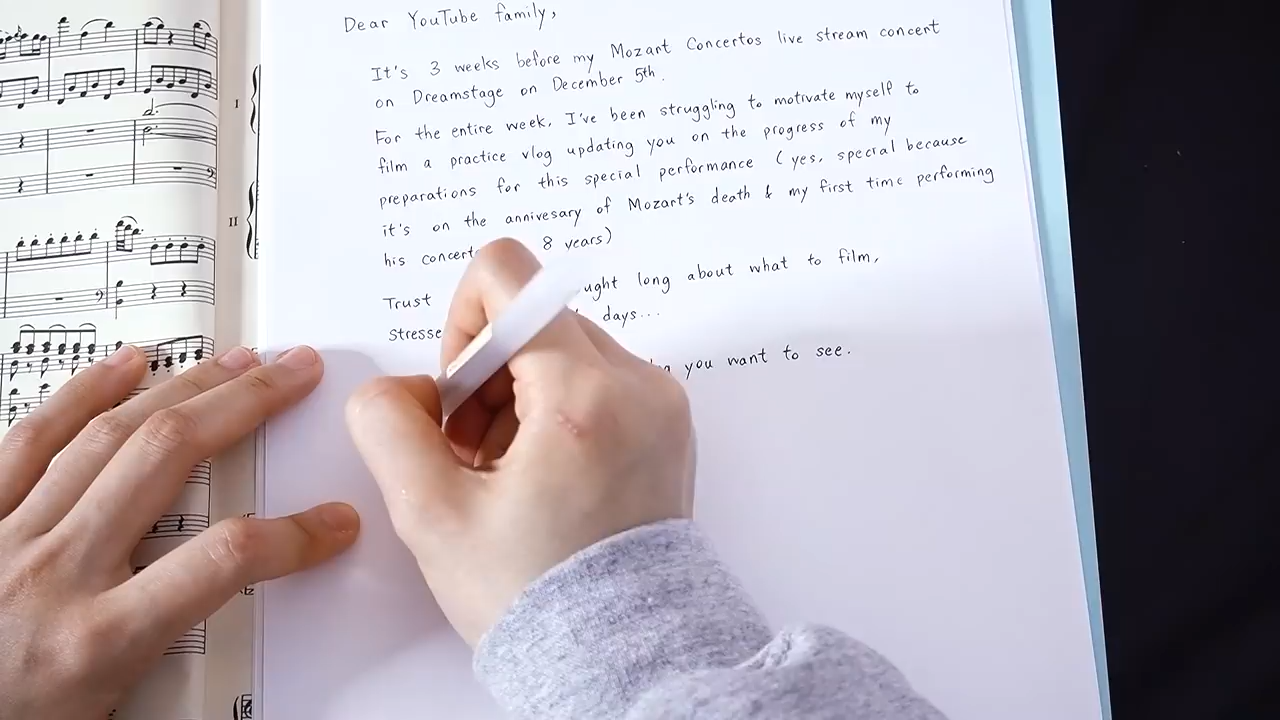 Dear YouTube family,
It's 3 weeks before my Mozart Concertos live stream concert
on Dreamstage on December 5th.
For the entire week, I've been struggling to motivate myself to
film a practice vlog updating you on the progress of my
preparations for this special performance (yes, special because
it's on the annivesary of Mozart's death & my first time performing
his 8 years)
Trust long about what to film,
days...
you want to see.
I
II